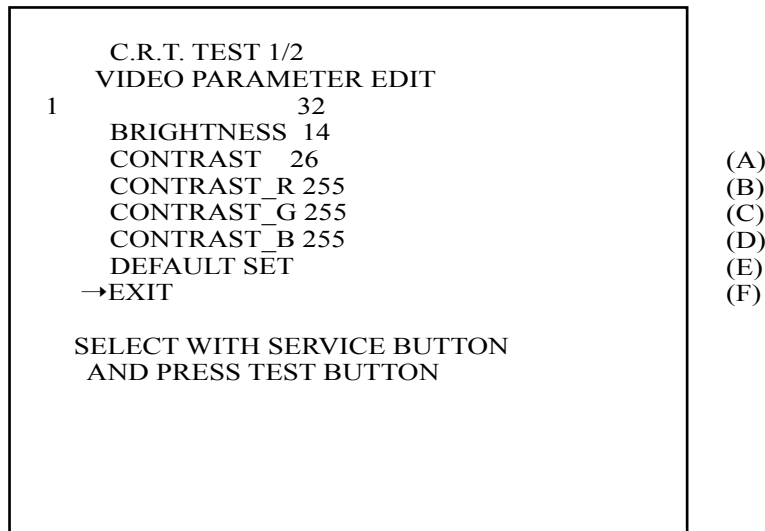 C.R.T. TEST 1/2
VIDEO PARAMETER EDIT
1 32
BRIGHTNESS 14
CONTRAST 26 (A)
CONTRAST_R 255 (B)
CONTRAST_G 255 (C)
CONTRAST_B 255 (D)
DEFAULT SET (E)
→EXIT (F)
SELECT WITH SERVICE BUTTON
AND PRESS TEST BUTTON